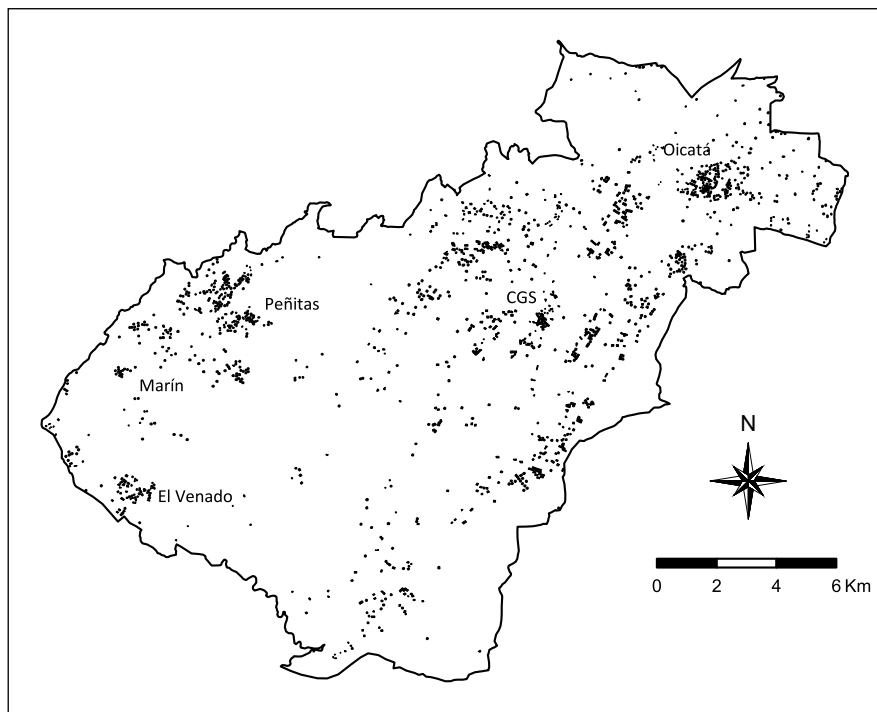 Oicatá
CGS
Peñitas
Marín
El Venado
N
0 2 4 6 Km